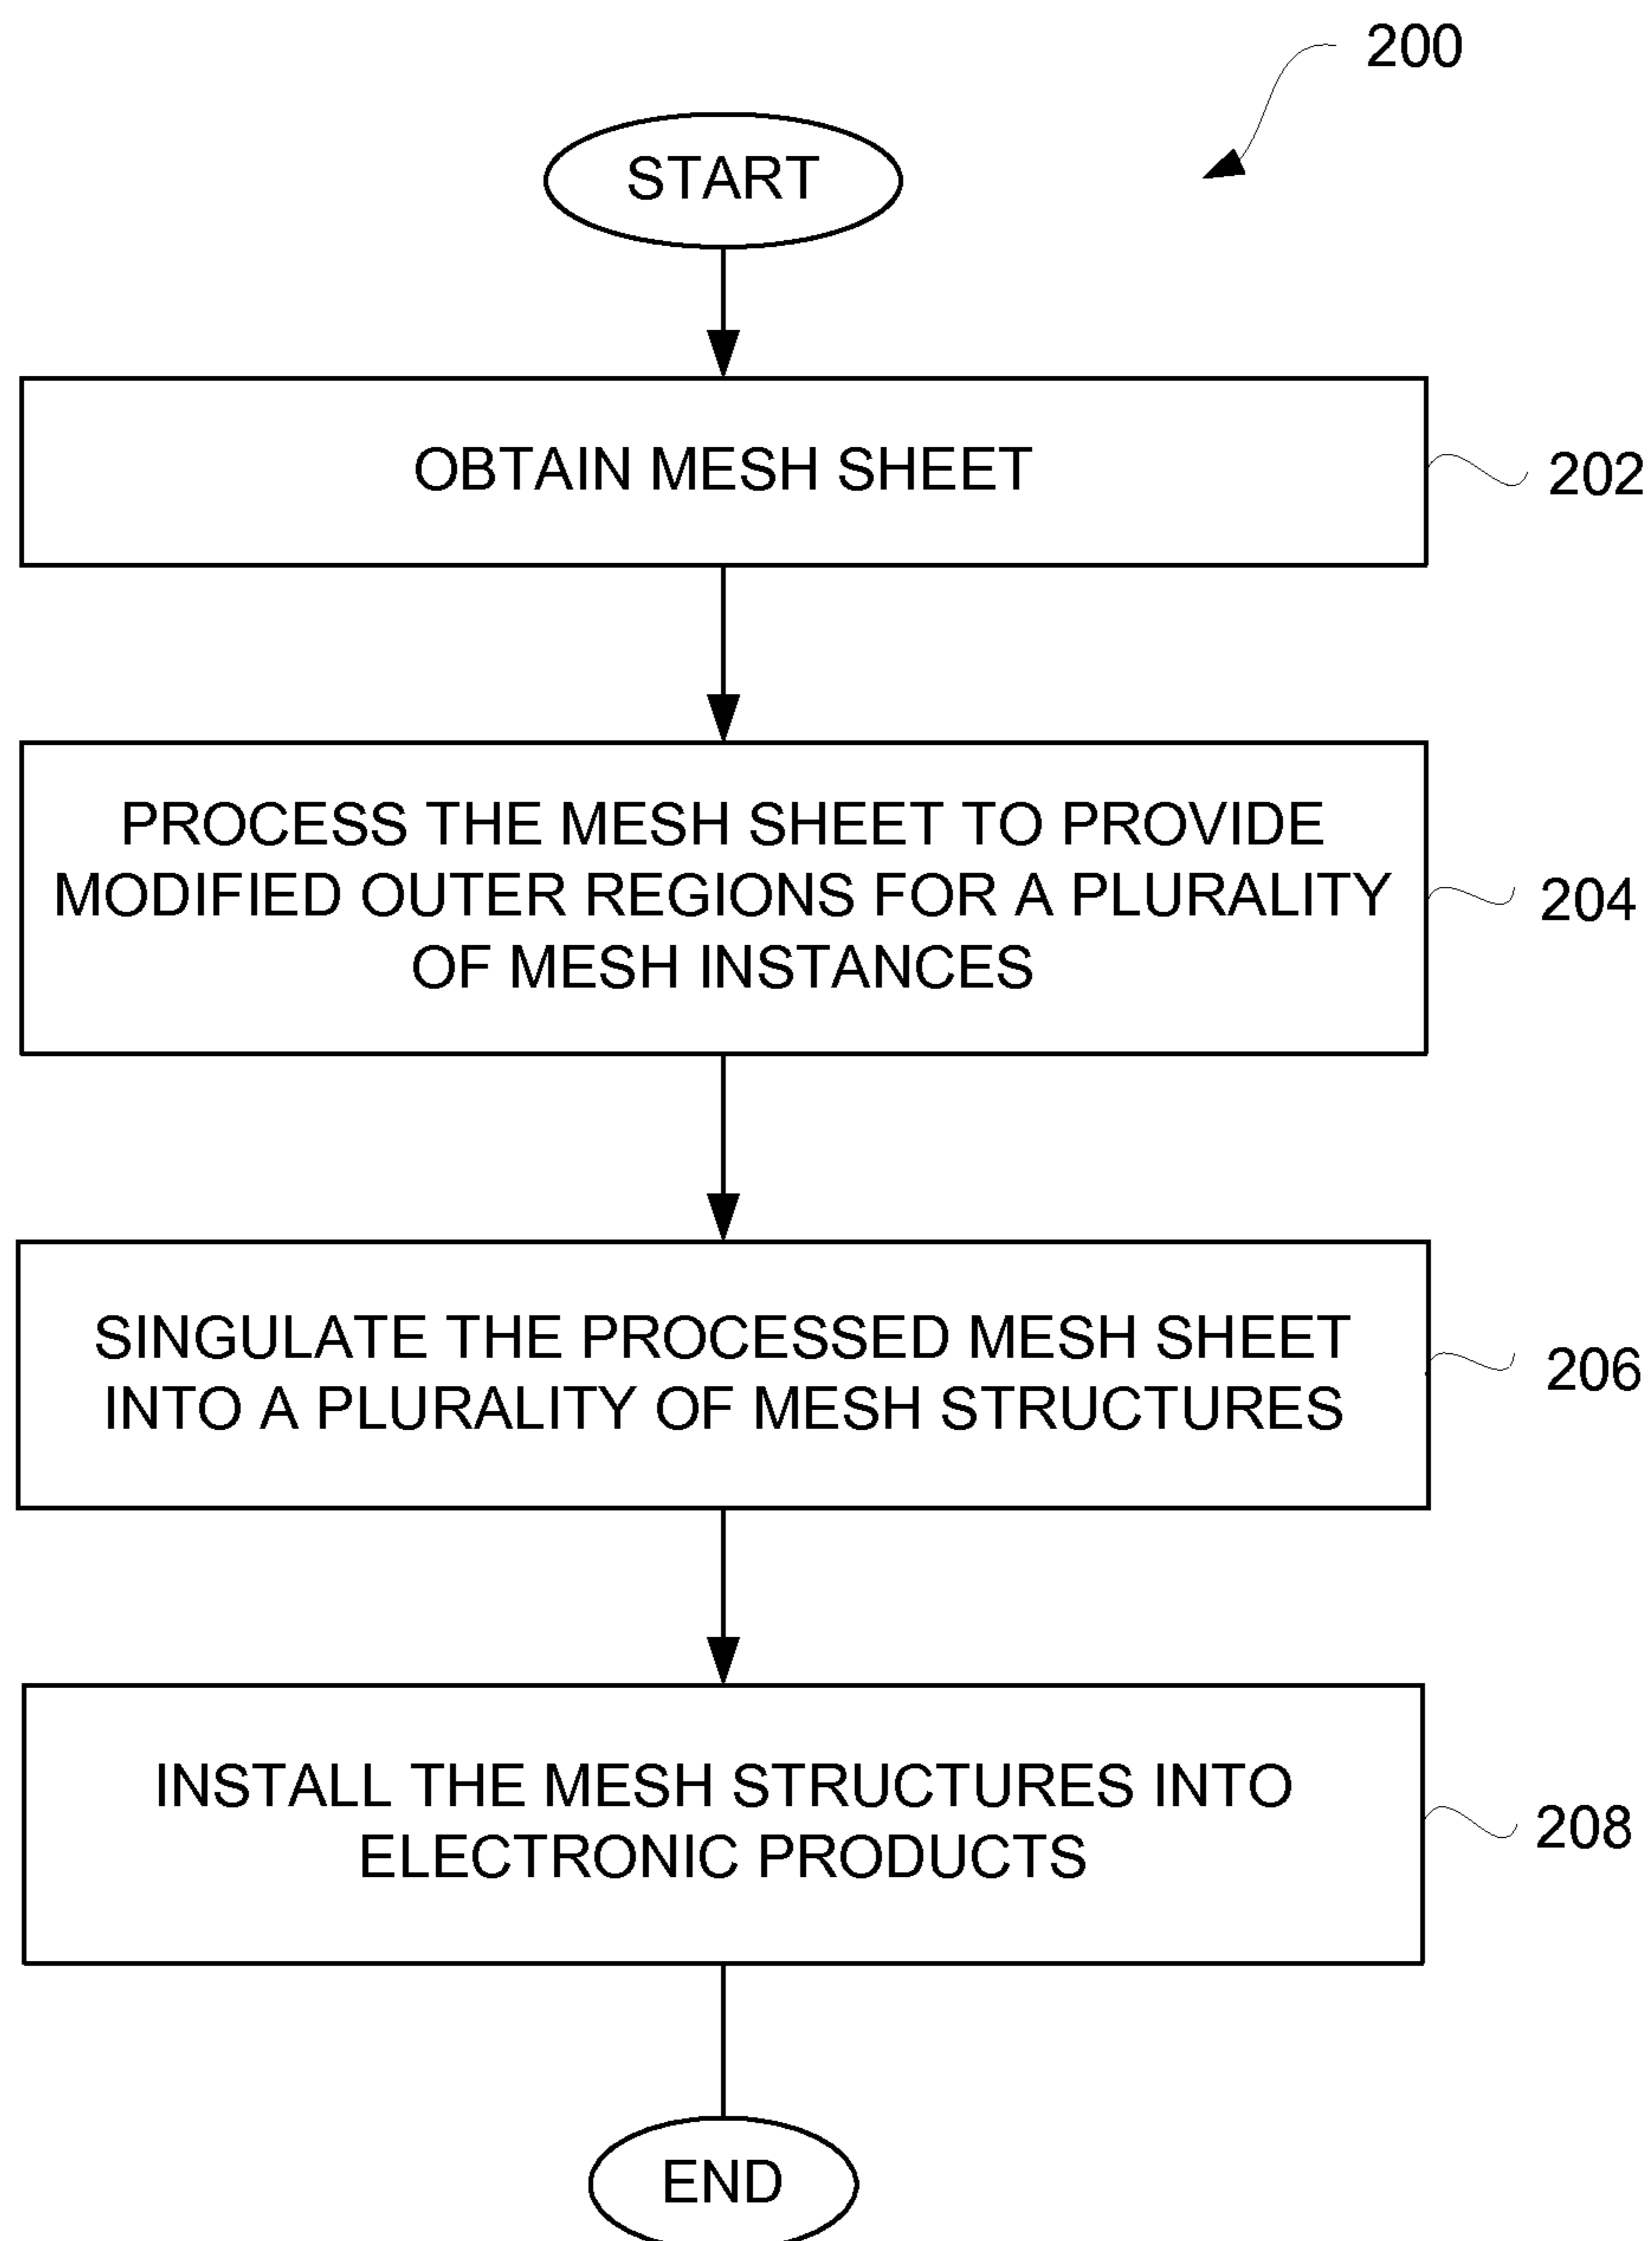 200
START
OBTAIN MESH SHEET
202
PROCESS THE MESH SHEET TO PROVIDE
MODIFIED OUTER REGIONS FOR A PLURALITY
OF MESH INSTANCES
204
SINGULATE THE PROCESSED MESH SHEET
INTO A PLURALITY OF MESH STRUCTURES
206
INSTALL THE MESH STRUCTURES INTO
ELECTRONIC PRODUCTS
208
END